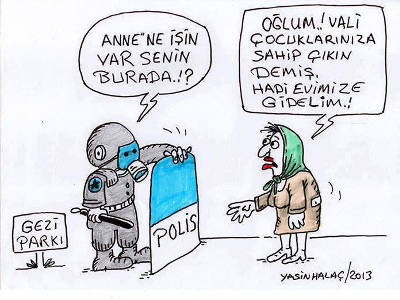 ANNE"NE İŞİN
VAR SENİN
BURADA.!?
OĞLUM..! VALİ
ÇOCUKLARINIZA
SAHİP ÇIKIN
DEMİŞ.
HADİ EVİMİZE
GİDELİM.!
GEZİ
PARKI
POLİS
YASİN HALAÇ/2013